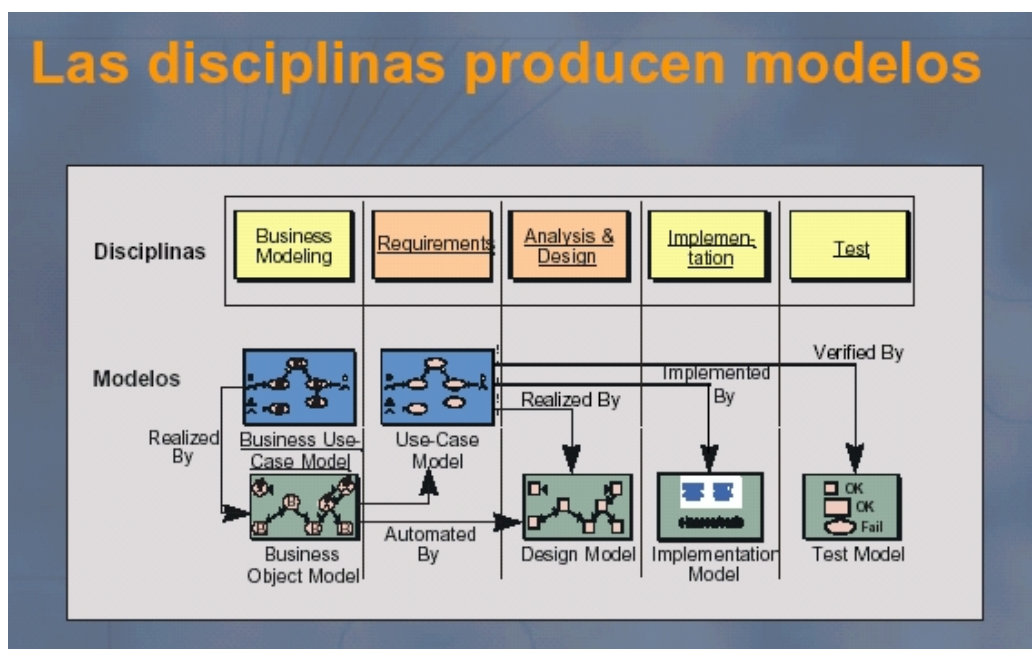 Las disciplinas producen modelos
Disciplinas
Business
Modeling
Requirements
Analysis &
Design
Implemen-
tation
Test
Modelos
Verified By
Implemented
By
Realized By
Realized
By
Business Use-
Case Model
Use-Case
Model
OK
OK
Fail
Automated
By
Business
Object Model
Design Model
Implementation
Model
Test Model